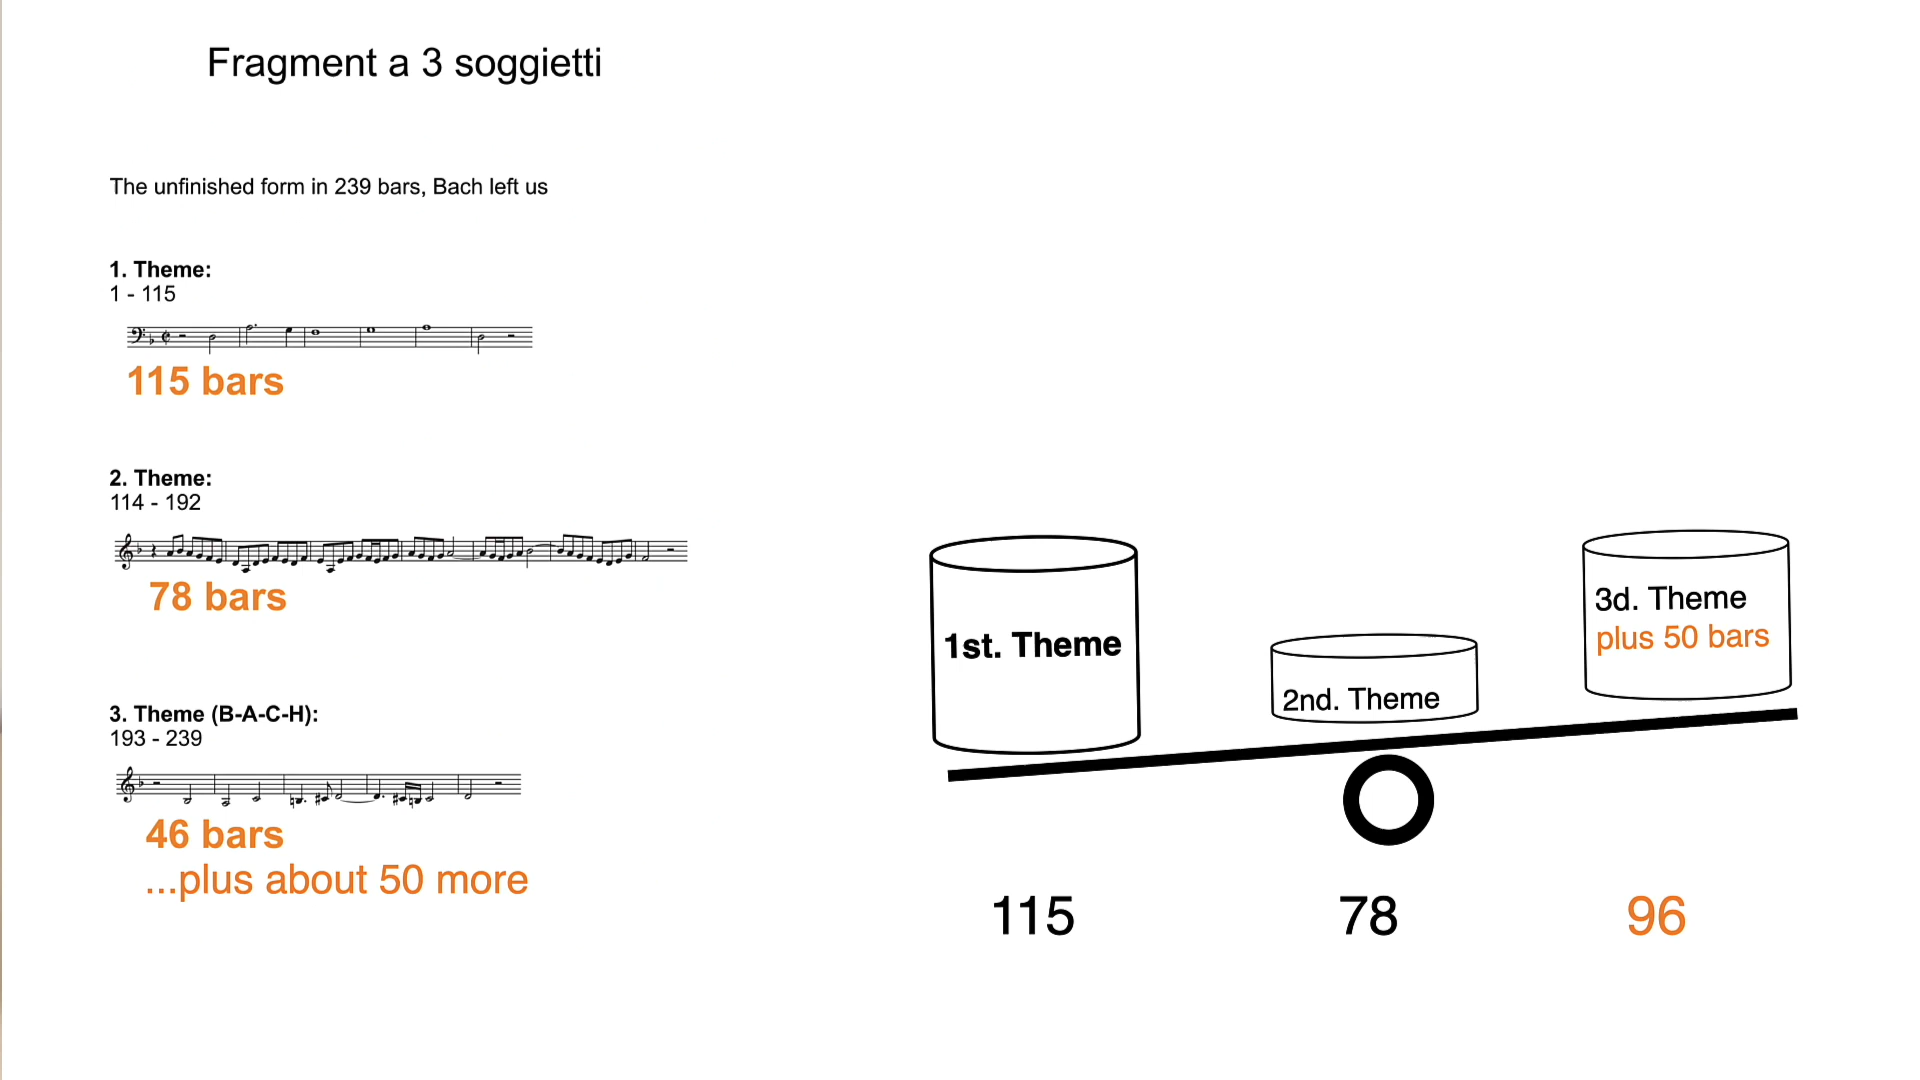 Fragment a 3 soggietti
The unfinished form in 239 bars, Bach left us
1. Theme:
1 - 115
115 bars
2. Theme:
114 - 192
78 bars
3. Theme (B-A-C-H):
193 - 239
46 bars
...plus about 50 more
1st. Theme
2nd. Theme
3d. Theme
plus 50 bars
115
78
96